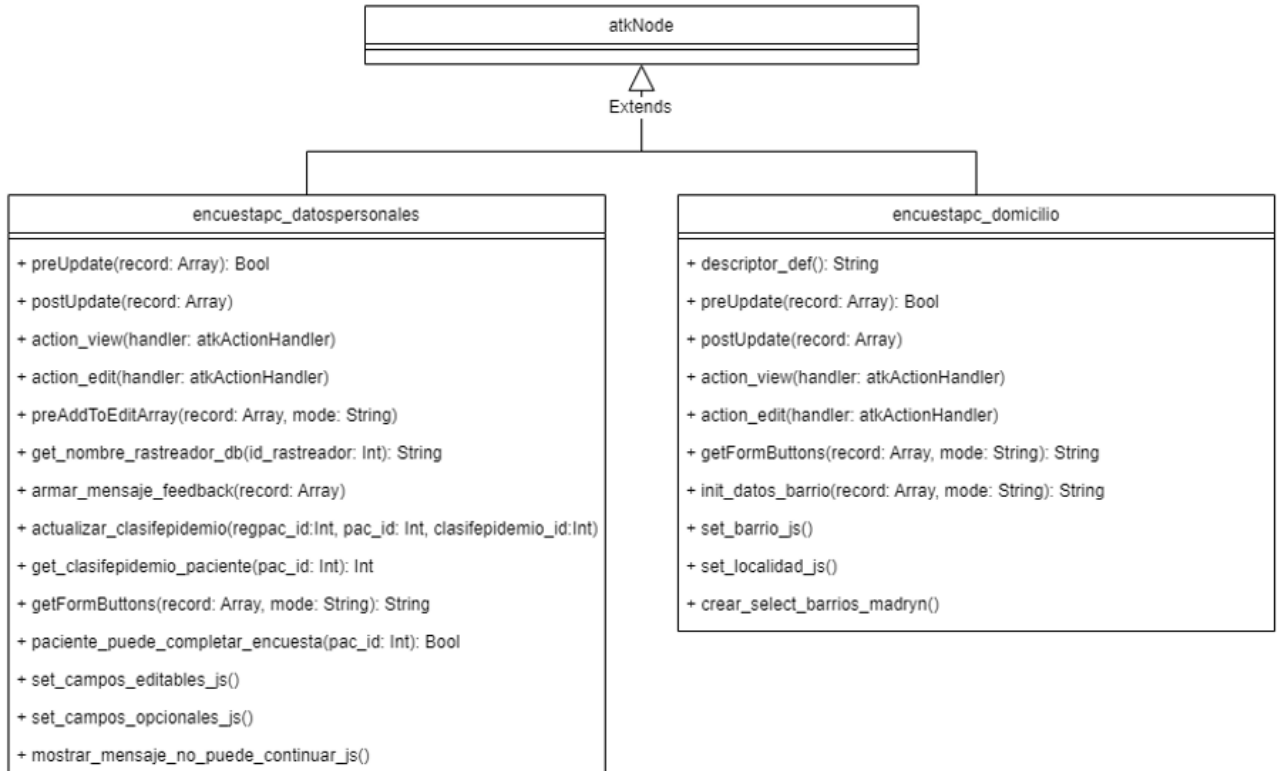 atkNode
Extends
encuestapc_datospersonales
+ preUpdate(record: Array): Bool
+ postUpdate(record: Array)
+ action_view(handler: atkActionHandler)
+ action_edit(handler: atkActionHandler)
+ preAddToEditArray(record: Array, mode: String)
+ get_nombre_rastreador_db(id_rastreador: Int): String
+ armar_mensaje_feedback(record: Array)
+ actualizar_clasifepidemio(regpac_id:Int, pac_id: Int, clasifepidemio_id:Int)
+ get_clasifepidemio_paciente(pac_id: Int): Int
+ getFormButtons(record: Array, mode: String): String
+ paciente_puede_completar_encuesta(pac_id: Int): Bool
+ set_campos_editables_js()
+ set_campos_opcionales_js()
+ mostrar_mensaje_no_puede_continuar_js()
encuestapc_domicilio
+ descriptor_def(): String
+ preUpdate(record: Array): Bool
+ postUpdate(record: Array)
+ action_view(handler: atkActionHandler)
+ action_edit(handler: atkActionHandler)
+ getFormButtons(record: Array, mode: String): String
+ init_datos_barrio(record: Array, mode: String): String
+ set_barrio_js()
+ set_localidad_js()
+ crear_select_barrios_madryn()